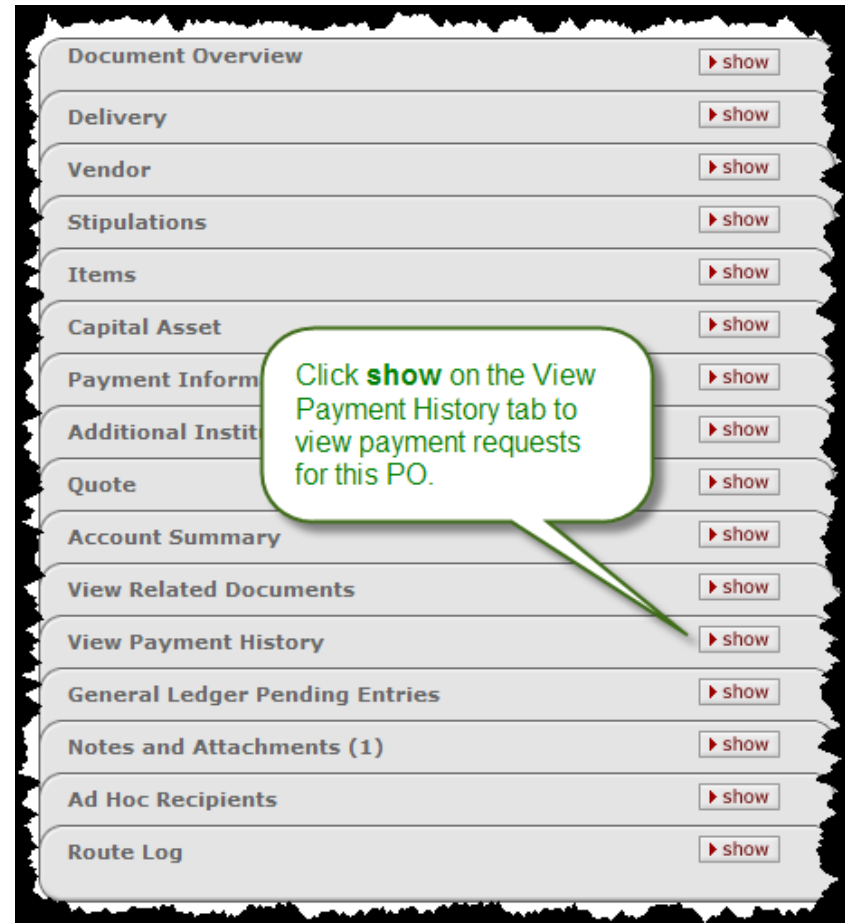 Document Overview show
Delivery show
Vendor show
Stipulations show
Items show
Capital Asset show
Payment Inform show
Additional Instit show
Quote show
Account Summary show
View Related Documents show
View Payment History show
General Ledger Pending Entries show
Notes and Attachments (1) show
Ad Hoc Recipients show
Route Log show
Click show on the View
Payment History tab to
view payment requests
for this PO.